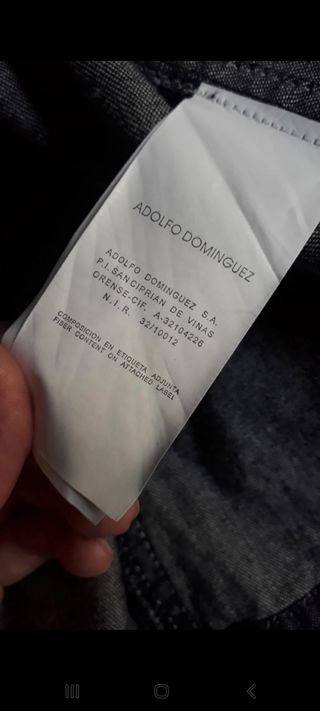 ADOLFO DOMINGUEZ
ADOLFO DOMINGUEZ S.A.
P.I. SAN CIPRIAN DE VINAS
ORENSE-CIF. A-32104226
N.I.R. 32/10012
COMPOSICION EN ETIQUETA ADJUNTA
FIBER CONTENT ON ATTACHED LABEL